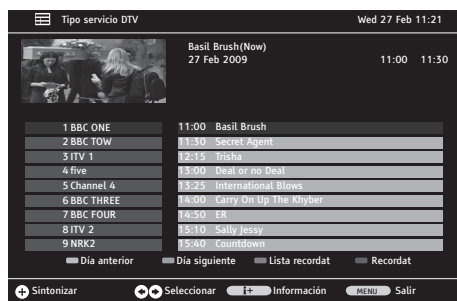 Tipo servicio DTV Wed 27 Feb 11:21
Basil Brush(Now)
27 Feb 2009 11:00 11:30
1 BBC ONE 11:00 Basil Brush
2 BBC TOW 11:30 Secret Agent
3 ITV 1 12:15 Trisha
4 five 13:00 Deal or no Deal
5 Channel 4 13:25 International Blows
6 BBC THREE 14:00 Carry On Up The Khyber
7 BBC FOUR 14:50 ER
8 ITV 2 15:10 Sally Jessy
9 NRK2 15:40 Countdown
Día anterior Día siguiente Lista recordat Recordat
Sintonizar Seleccionar i+ Información MENU Salir